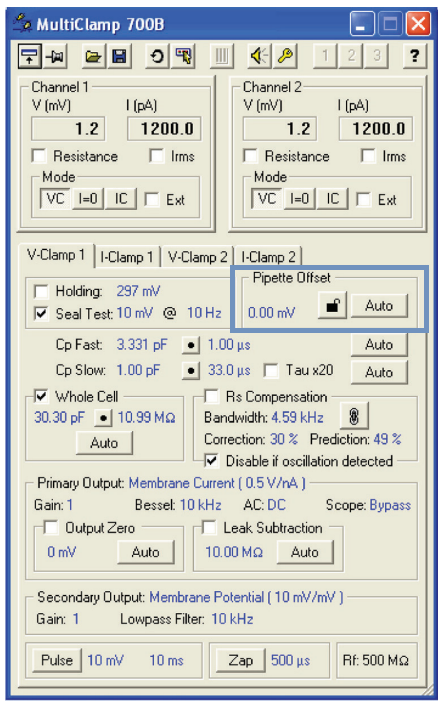 MultiClamp 700B
1 2 3 ?
Channel 1
V (mV) I (pA)
1.2 1200.0
Resistance Irms
Mode
VC I=0 IC Ext
Channel 2
V (mV) I (pA)
1.2 1200.0
Resistance Irms
Mode
VC I=0 IC Ext
V-Clamp 1 I-Clamp 1 V-Clamp 2 I-Clamp 2
Holding: 297 mV
Seal Test: 10 mV @ 10 Hz
Pipette Offset
0.00 mV Auto
Cp Fast: 3.331 pF 1.00 µs Auto
Cp Slow: 1.00 pF 33.0 µs Tau x20 Auto
Whole Cell
30.30 pF 10.99 MΩ
Auto
Rs Compensation
Bandwidth: 4.59 kHz
Correction: 30 % Prediction: 49 %
Disable if oscillation detected
Primary Output: Membrane Current ( 0.5 V/nA )
Gain: 1 Bessel: 10 kHz AC: DC Scope: Bypass
Output Zero
0 mV Auto
Leak Subtraction
10.00 MΩ Auto
Secondary Output: Membrane Potential ( 10 mV/mV )
Gain: 1 Lowpass Filter: 10 kHz
Pulse 10 mV 10 ms Zap 500 µs Rf: 500 MΩ